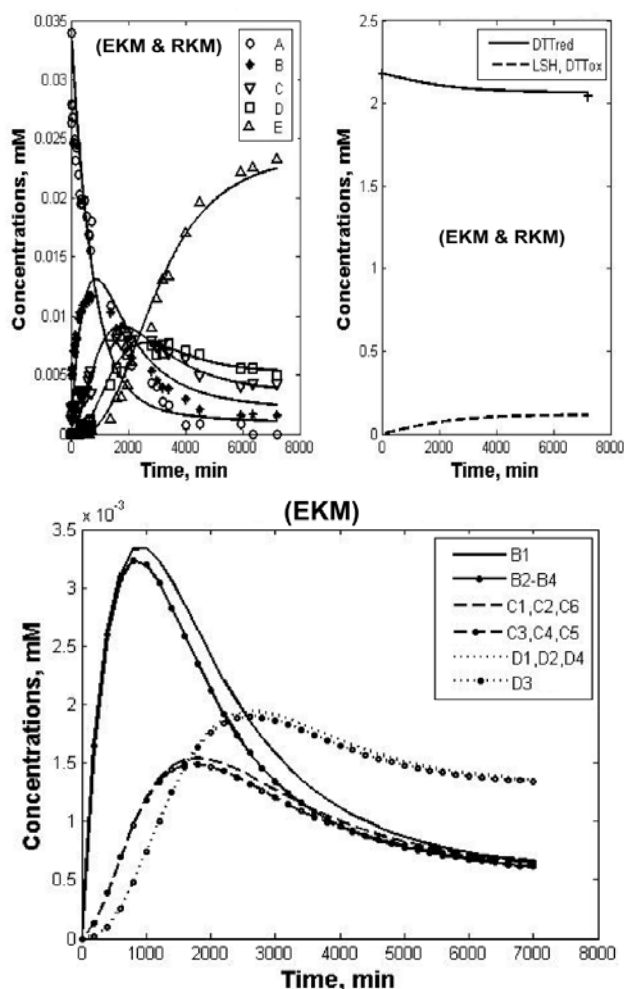 (EKM & RKM)
A
B
C
D
E
0.035
0.03
0.025
0.02
0.015
0.01
0.005
0
0
2000
4000
6000
8000
Concentrations, mM
Time, min
DTTred
LSH, DTTox
(EKM & RKM)
2.5
2
1.5
1
0.5
0
0
2000
4000
6000
8000
Concentrations, mM
Time, min
(EKM)
x 10⁻³
B1
B2-B4
C1,C2,C6
C3,C4,C5
D1,D2,D4
D3
3.5
3
2.5
2
1.5
1
0.5
0
0
1000
2000
3000
4000
5000
6000
7000
8000
Concentrations, mM
Time, min